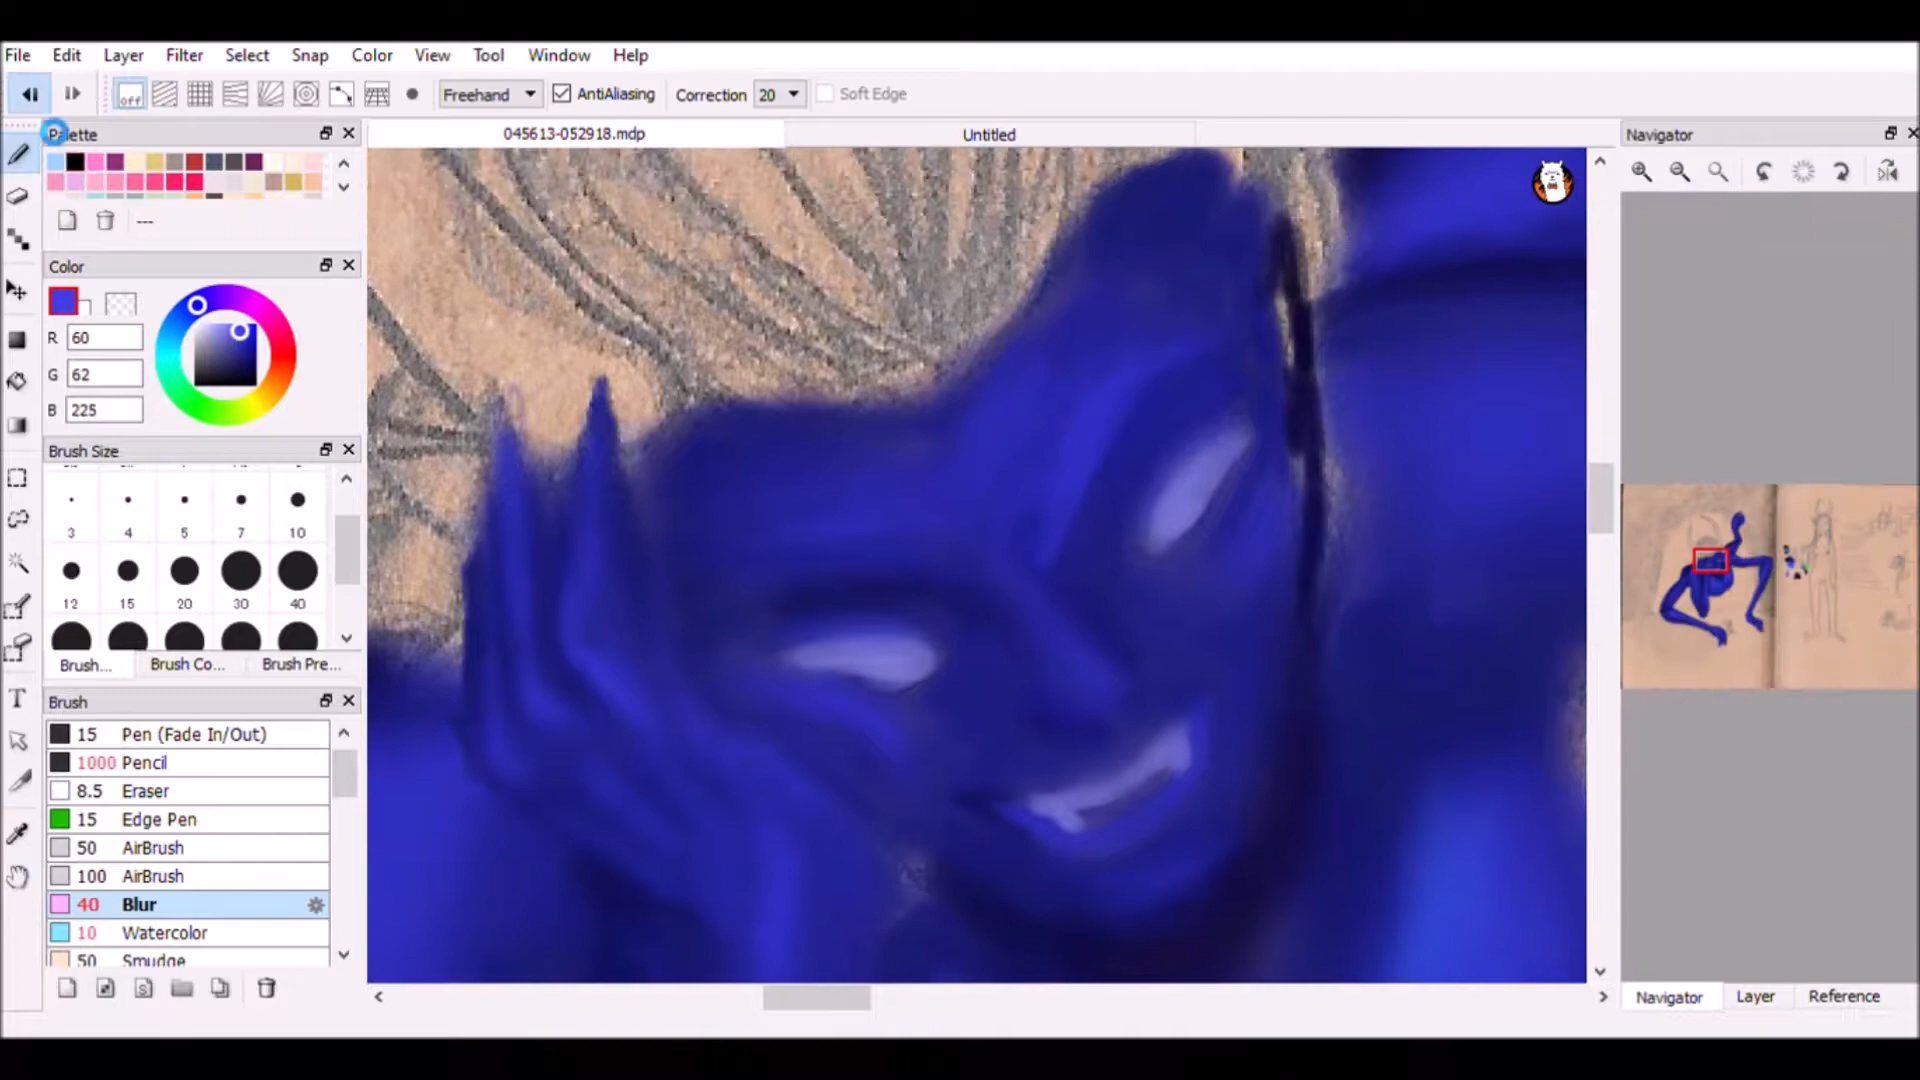 File Edit Layer Filter Select Snap Color View Tool Window Help
off Freehand AntiAliasing Correction 20 Soft Edge
Palette
045613-052918.mdp
Untitled
Navigator
---
Color
R 60
G 62
B 225
Brush Size
3 4 5 7 10
12 15 20 30 40
Brush... Brush Co... Brush Pre...
Brush
15 Pen (Fade In/Out)
1000 Pencil
8.5 Eraser
15 Edge Pen
50 AirBrush
100 AirBrush
40 Blur
10 Watercolor
50 Smudge
Navigator Layer Reference